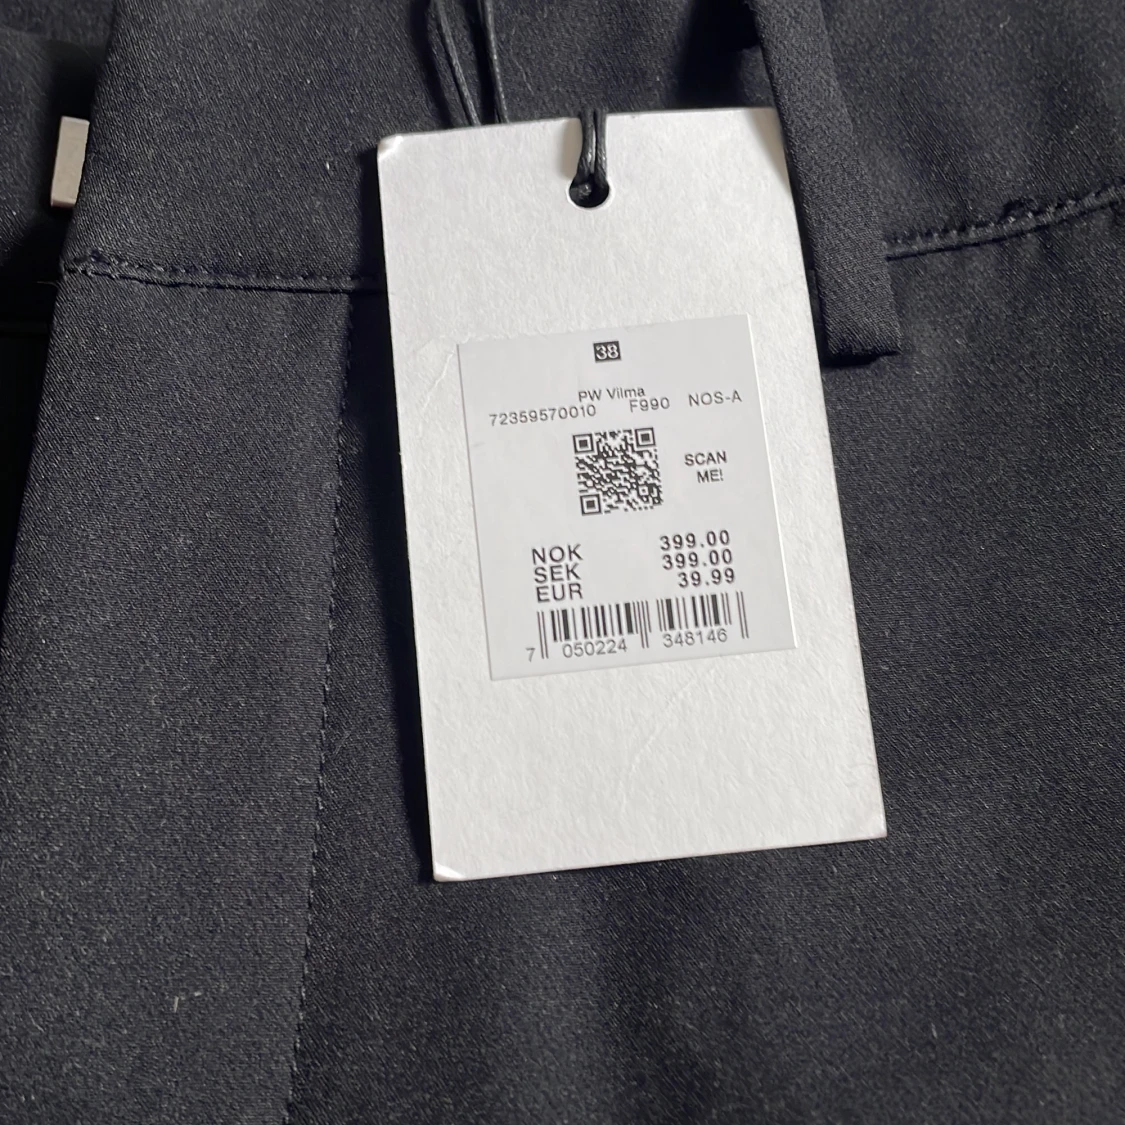 38
PW Vilma
72359570010 F990 NOS-A
SCAN
ME!
NOK 399.00
SEK 399.00
EUR 39.99
7 050224 348146